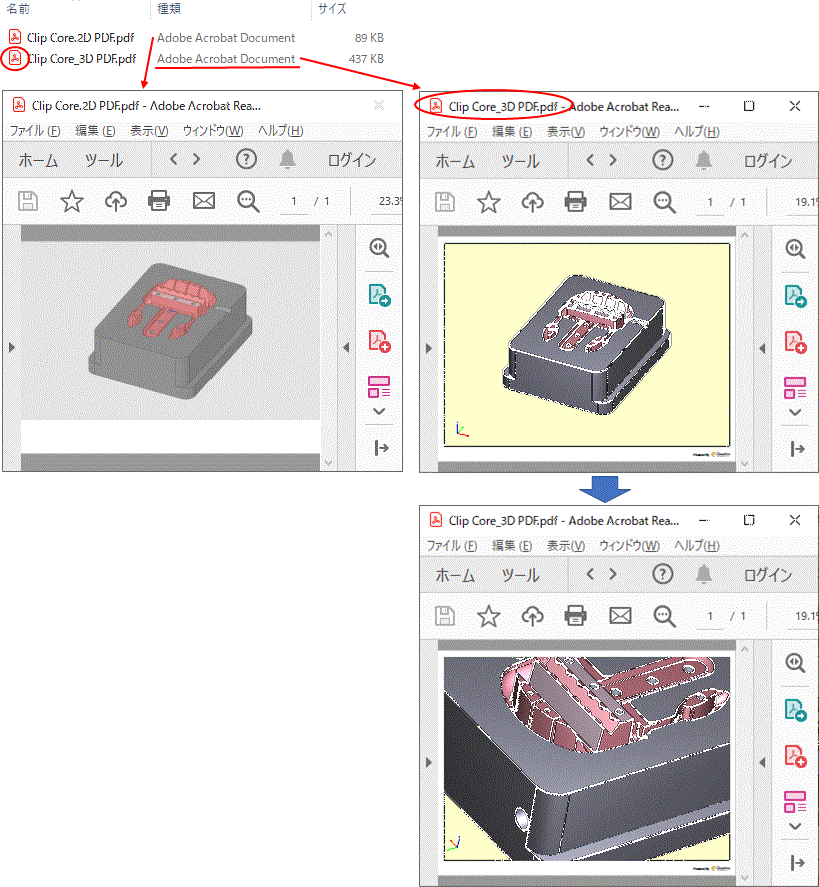 名前 種類 サイズ
Clip Core.2D PDF.pdf Adobe Acrobat Document 89 KB
Clip Core_3D PDF.pdf Adobe Acrobat Document 437 KB
Clip Core.2D PDF.pdf - Adobe Acrobat Rea...
ファイル (F) 編集 (E) 表示(V) ウィンドウ(W) ヘルプ(H)
ホーム ツール ログイン
1 / 1 23.3%
Clip Core_3D PDF.pdf - Adobe Acrobat Rea...
ファイル (F) 編集 (E) 表示(V) ウィンドウ(W) ヘルプ(H)
ホーム ツール ログイン
1 / 1 19.1%
Clip Core_3D PDF.pdf - Adobe Acrobat Rea...
ファイル (F) 編集 (E) 表示(V) ウィンドウ(W) ヘルプ(H)
ホーム ツール ログイン
1 / 1 19.1%